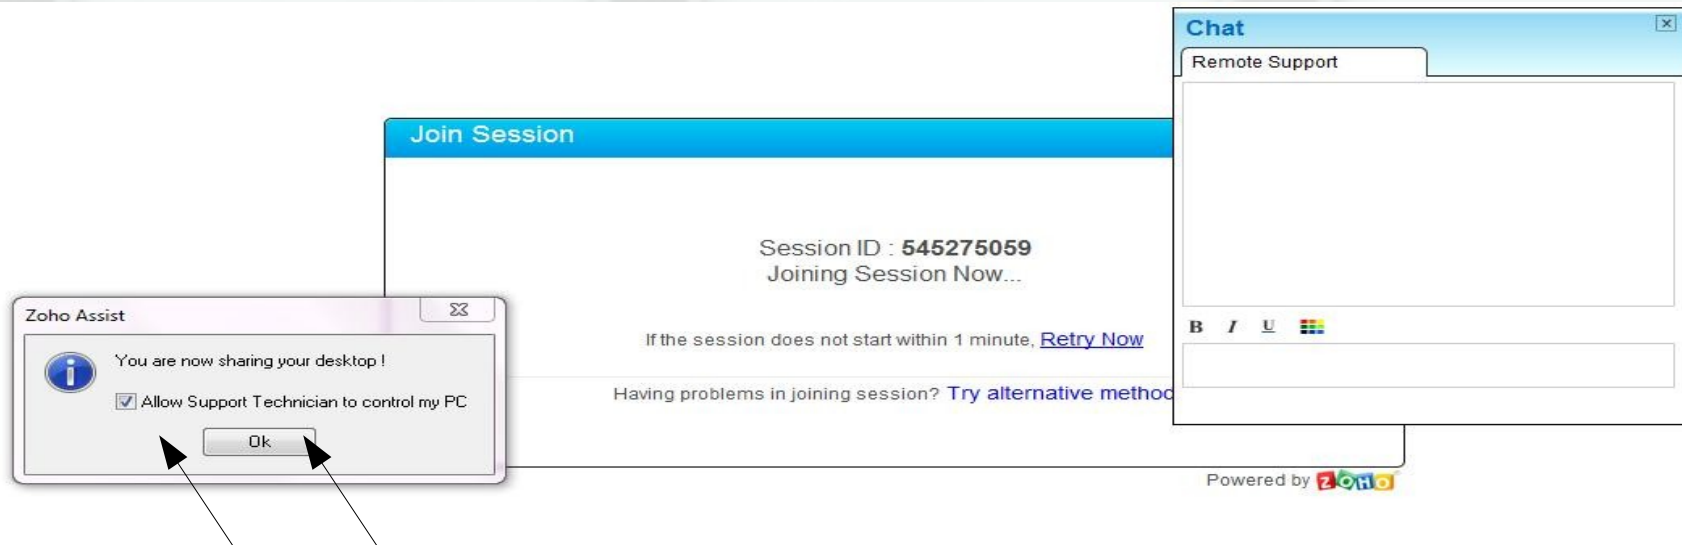 Chat
Remote Support
Join Session
Session ID : 545275059
Joining Session Now...
If the session does not start within 1 minute, Retry Now
Having problems in joining session? Try alternative method
Zoho Assist
You are now sharing your desktop !
Allow Support Technician to control my PC
Ok
B I U
Powered by ZOHO